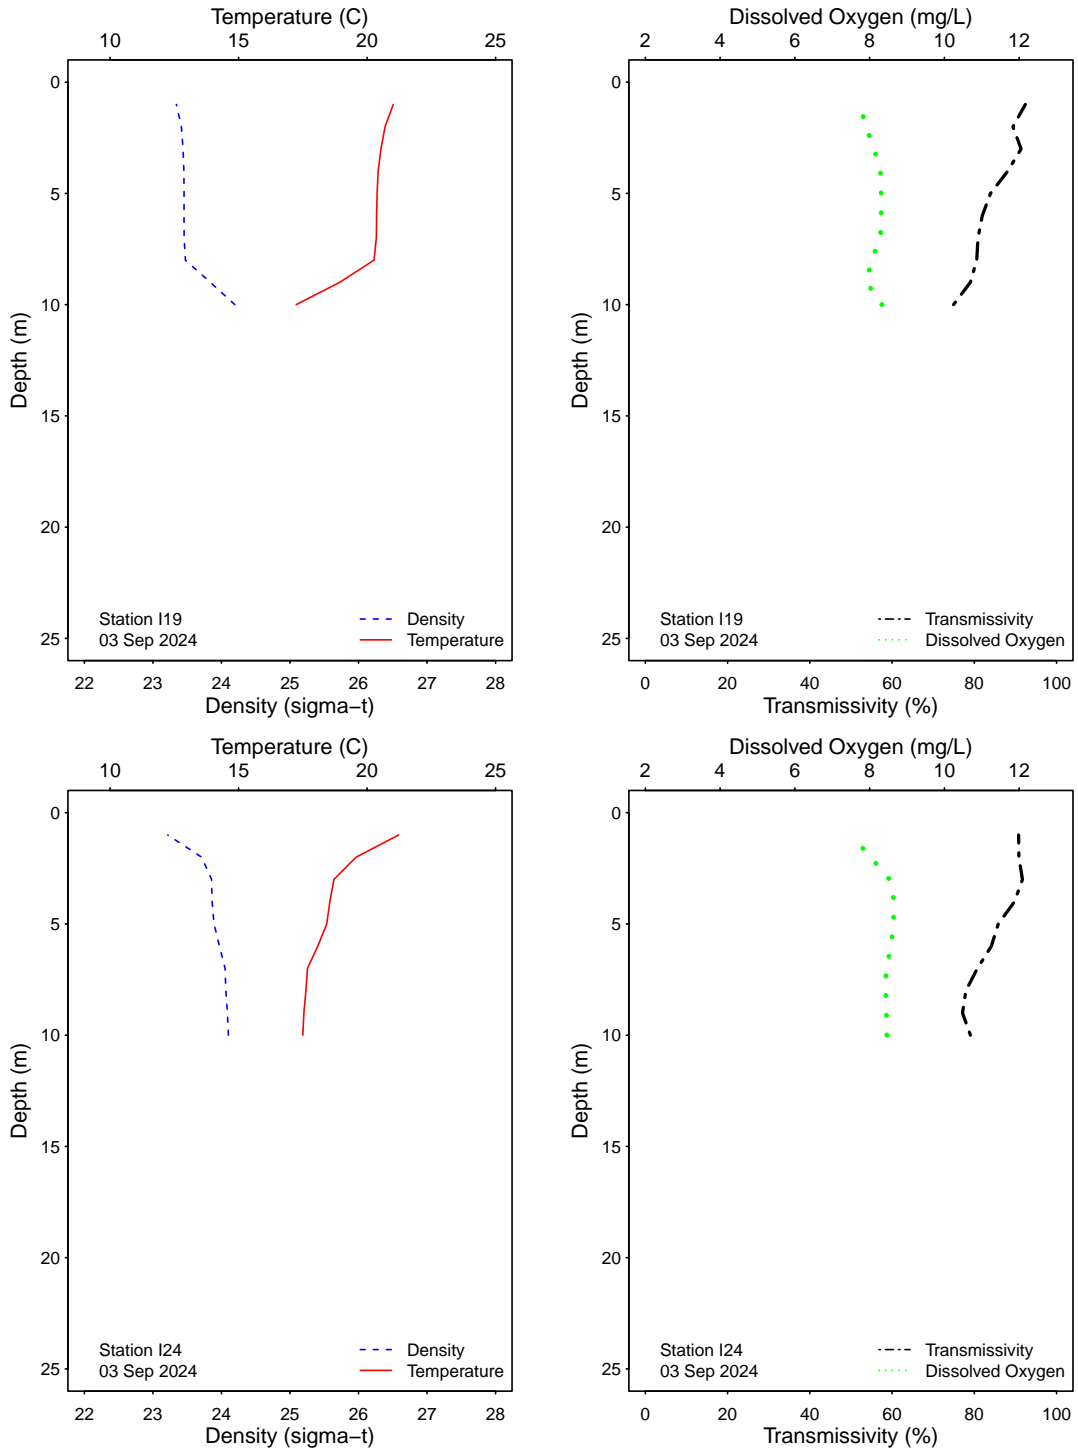 Temperature (C)
10 15 20 25
0
5
10
15
20
25
Depth (m)
Station I19
03 Sep 2024
Density
Temperature
22 23 24 25 26 27 28
Density (sigma−t)
Dissolved Oxygen (mg/L)
2 4 6 8 10 12
0
5
10
15
20
25
Depth (m)
Station I19
03 Sep 2024
Transmissivity
Dissolved Oxygen
0 20 40 60 80 100
Transmissivity (%)
Temperature (C)
10 15 20 25
0
5
10
15
20
25
Depth (m)
Station I24
03 Sep 2024
Density
Temperature
22 23 24 25 26 27 28
Density (sigma−t)
Dissolved Oxygen (mg/L)
2 4 6 8 10 12
0
5
10
15
20
25
Depth (m)
Station I24
03 Sep 2024
Transmissivity
Dissolved Oxygen
0 20 40 60 80 100
Transmissivity (%)